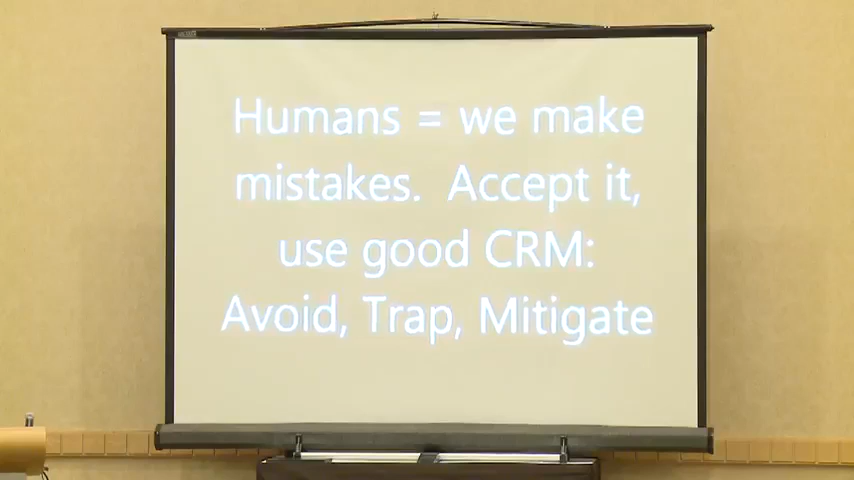 Humans = we make
mistakes.  Accept it,
use good CRM:
Avoid, Trap, Mitigate